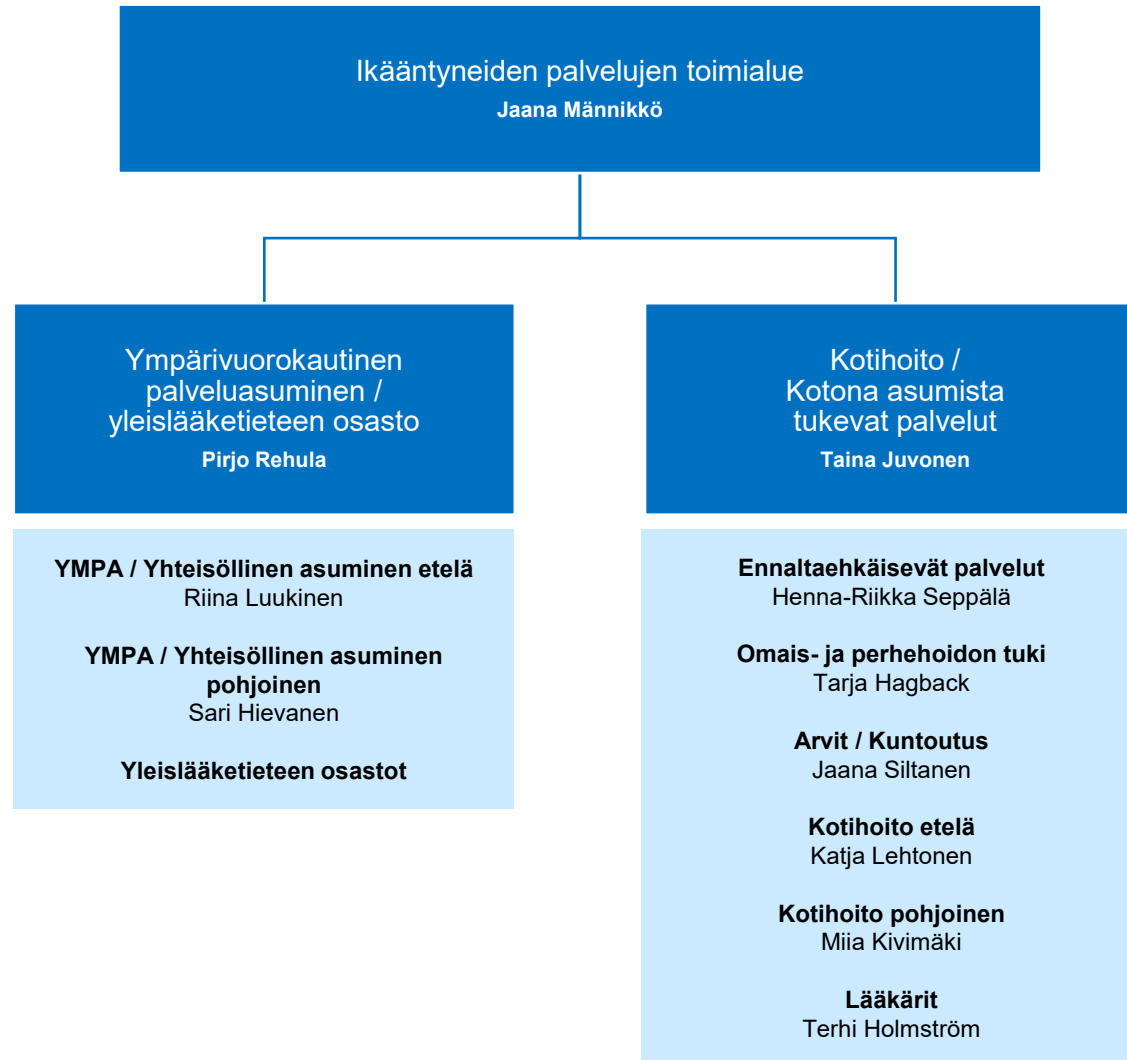 Ikääntyneiden palvelujen toimialue
Jaana Männikkö
Ympärivuorokautinen
palveluasuminen /
yleislääketieteen osasto
Pirjo Rehula
YMPA / Yhteisöllinen asuminen etelä
Riina Luukinen
YMPA / Yhteisöllinen asuminen
pohjoinen
Sari Hievanen
Yleislääketieteen osastot
Kotihoito /
Kotona asumista
tukevat palvelut
Taina Juvonen
Ennaltaehkäisevät palvelut
Henna-Riikka Seppälä
Omais- ja perhehoidon tuki
Tarja Hagback
Arvit / Kuntoutus
Jaana Siltanen
Kotihoito etelä
Katja Lehtonen
Kotihoito pohjoinen
Miia Kivimäki
Lääkärit
Terhi Holmström